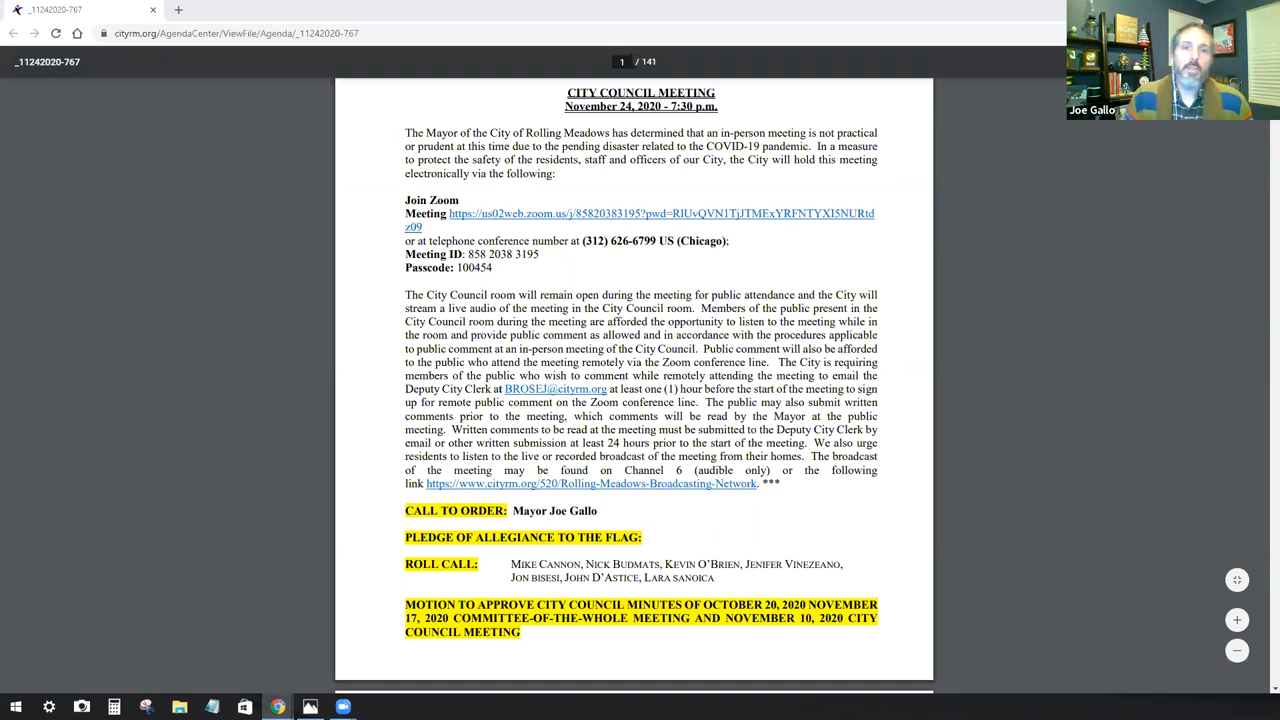 _11242020-767
cityrm.org/AgendaCenter/ViewFile/Agenda/_11242020-767
_11242020-767
1 / 141
Joe Gallo
CITY COUNCIL MEETING
November 24, 2020 - 7:30 p.m.
The Mayor of the City of Rolling Meadows has determined that an in-person meeting is not practical
or prudent at this time due to the pending disaster related to the COVID-19 pandemic. In a measure
to protect the safety of the residents, staff and officers of our City, the City will hold this meeting
electronically via the following:
Join Zoom
Meeting https://us02web.zoom.us/j/85820383195?pwd=RlUvQVN1TjJTMExYRFNTYXI5NURtd
z09
or at telephone conference number at (312) 626-6799 US (Chicago);
Meeting ID: 858 2038 3195
Passcode: 100454
The City Council room will remain open during the meeting for public attendance and the City will
stream a live audio of the meeting in the City Council room. Members of the public present in the
City Council room during the meeting are afforded the opportunity to listen to the meeting while in
the room and provide public comment as allowed and in accordance with the procedures applicable
to public comment at an in-person meeting of the City Council. Public comment will also be afforded
to the public who attend the meeting remotely via the Zoom conference line. The City is requiring
members of the public who wish to comment while remotely attending the meeting to email the
Deputy City Clerk at BROSEJ@cityrm.org at least one (1) hour before the start of the meeting to sign
up for remote public comment on the Zoom conference line. The public may also submit written
comments prior to the meeting, which comments will be read by the Mayor at the public
meeting. Written comments to be read at the meeting must be submitted to the Deputy City Clerk by
email or other written submission at least 24 hours prior to the start of the meeting. We also urge
residents to listen to the live or recorded broadcast of the meeting from their homes. The broadcast
of the meeting may be found on Channel 6 (audible only) or the following
link https://www.cityrm.org/520/Rolling-Meadows-Broadcasting-Network. ***
CALL TO ORDER: Mayor Joe Gallo
PLEDGE OF ALLEGIANCE TO THE FLAG:
ROLL CALL: MIKE CANNON, NICK BUDMATS, KEVIN O'BRIEN, JENIFER VINEZEANO,
JON BISESI, JOHN D'ASTICE, LARA SANOICA
MOTION TO APPROVE CITY COUNCIL MINUTES OF OCTOBER 20, 2020 NOVEMBER
17, 2020 COMMITTEE-OF-THE-WHOLE MEETING AND NOVEMBER 10, 2020 CITY
COUNCIL MEETING